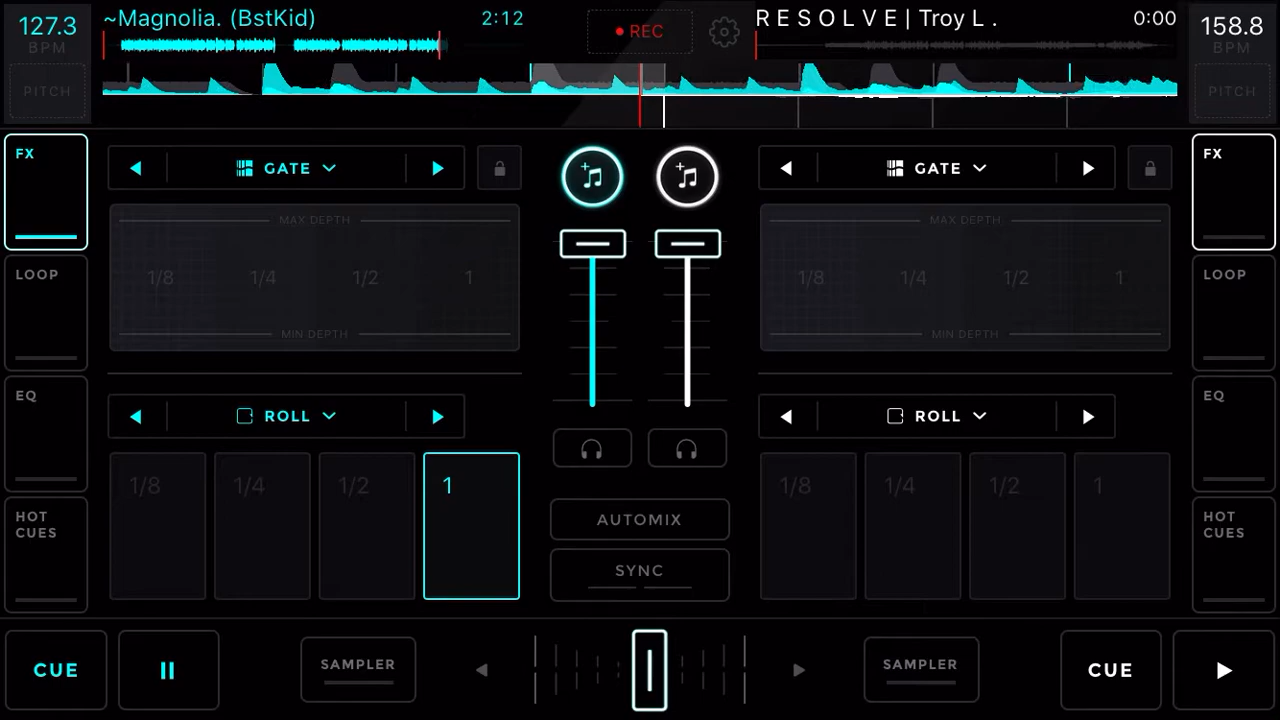 127.3
BPM
PITCH
~Magnolia. (BstKid)
2:12
REC
R E S O L V E | Troy L .
0:00
158.8
BPM
PITCH
FX
LOOP
EQ
HOT
CUES
GATE
MAX DEPTH
1/8 1/4 1/2 1
MIN DEPTH
ROLL
1/8 1/4 1/2 1
AUTOMIX
SYNC
GATE
MAX DEPTH
1/8 1/4 1/2 1
MIN DEPTH
ROLL
1/8 1/4 1/2 1
FX
LOOP
EQ
HOT
CUES
CUE
SAMPLER
SAMPLER
CUE